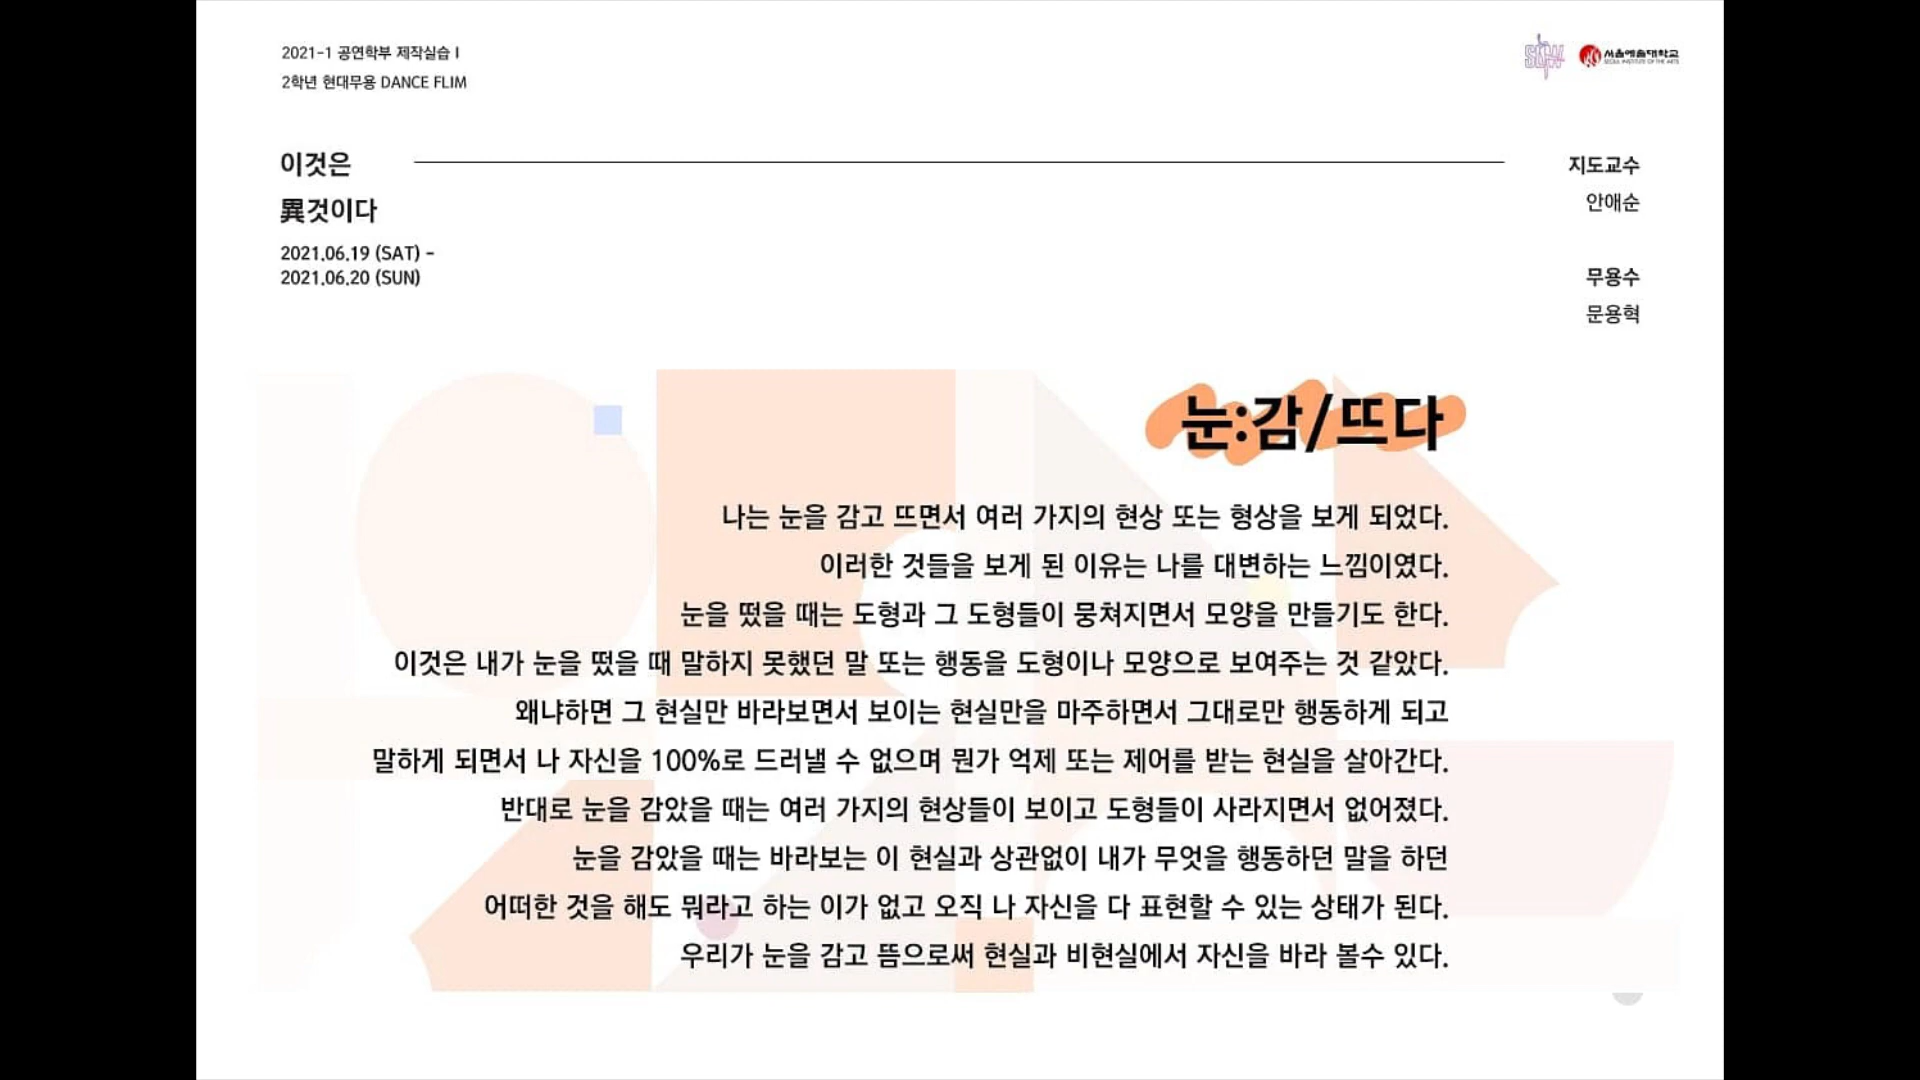 2021-1 공연학부 제작실습 I
2학년 현대무용 DANCE FLIM
서울예술대학교
SEOUL INSTITUTE OF THE ARTS
이것은
異것이다
2021.06.19 (SAT) -
2021.06.20 (SUN)
지도교수
안애순
무용수
문용혁
눈:감/뜨다
나는 눈을 감고 뜨면서 여러 가지의 현상 또는 형상을 보게 되었다.
이러한 것들을 보게 된 이유는 나를 대변하는 느낌이였다.
눈을 떴을 때는 도형과 그 도형들이 뭉쳐지면서 모양을 만들기도 한다.
이것은 내가 눈을 떴을 때 말하지 못했던 말 또는 행동을 도형이나 모양으로 보여주는 것 같았다.
왜냐하면 그 현실만 바라보면서 보이는 현실만을 마주하면서 그대로만 행동하게 되고
말하게 되면서 나 자신을 100%로 드러낼 수 없으며 뭔가 억제 또는 제어를 받는 현실을 살아간다.
반대로 눈을 감았을 때는 여러 가지의 현상들이 보이고 도형들이 사라지면서 없어졌다.
눈을 감았을 때는 바라보는 이 현실과 상관없이 내가 무엇을 행동하던 말을 하던
어떠한 것을 해도 뭐라고 하는 이가 없고 오직 나 자신을 다 표현할 수 있는 상태가 된다.
우리가 눈을 감고 뜸으로써 현실과 비현실에서 자신을 바라 볼수 있다.